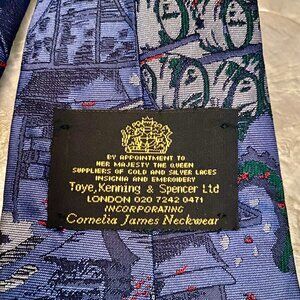 BY APPOINTMENT TO
HER MAJESTY THE QUEEN
SUPPLIERS OF GOLD AND SILVER LACES
INSIGNIA AND EMBROIDERY
Toye, Kenning & Spencer Ltd
LONDON 020 7242 0471
INCORPORATING
Cornelia James Neckwear